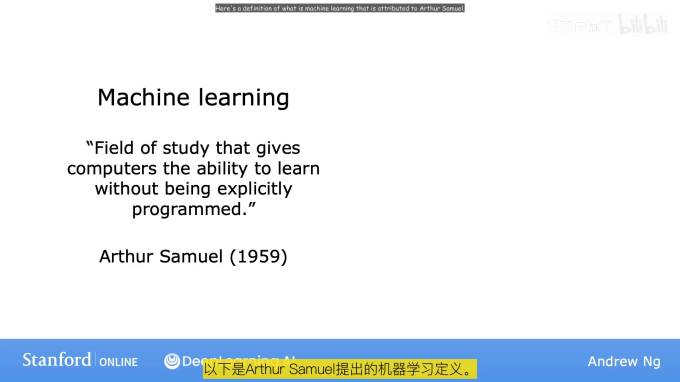 Here's a definition of what is machine learning that is attributed to Arthur Samuel.
bilibili
Machine learning
“Field of study that gives
computers the ability to learn
without being explicitly
programmed.”
Arthur Samuel (1959)
Stanford ONLINE
Andrew Ng
以下是Arthur Samuel提出的机器学习定义。